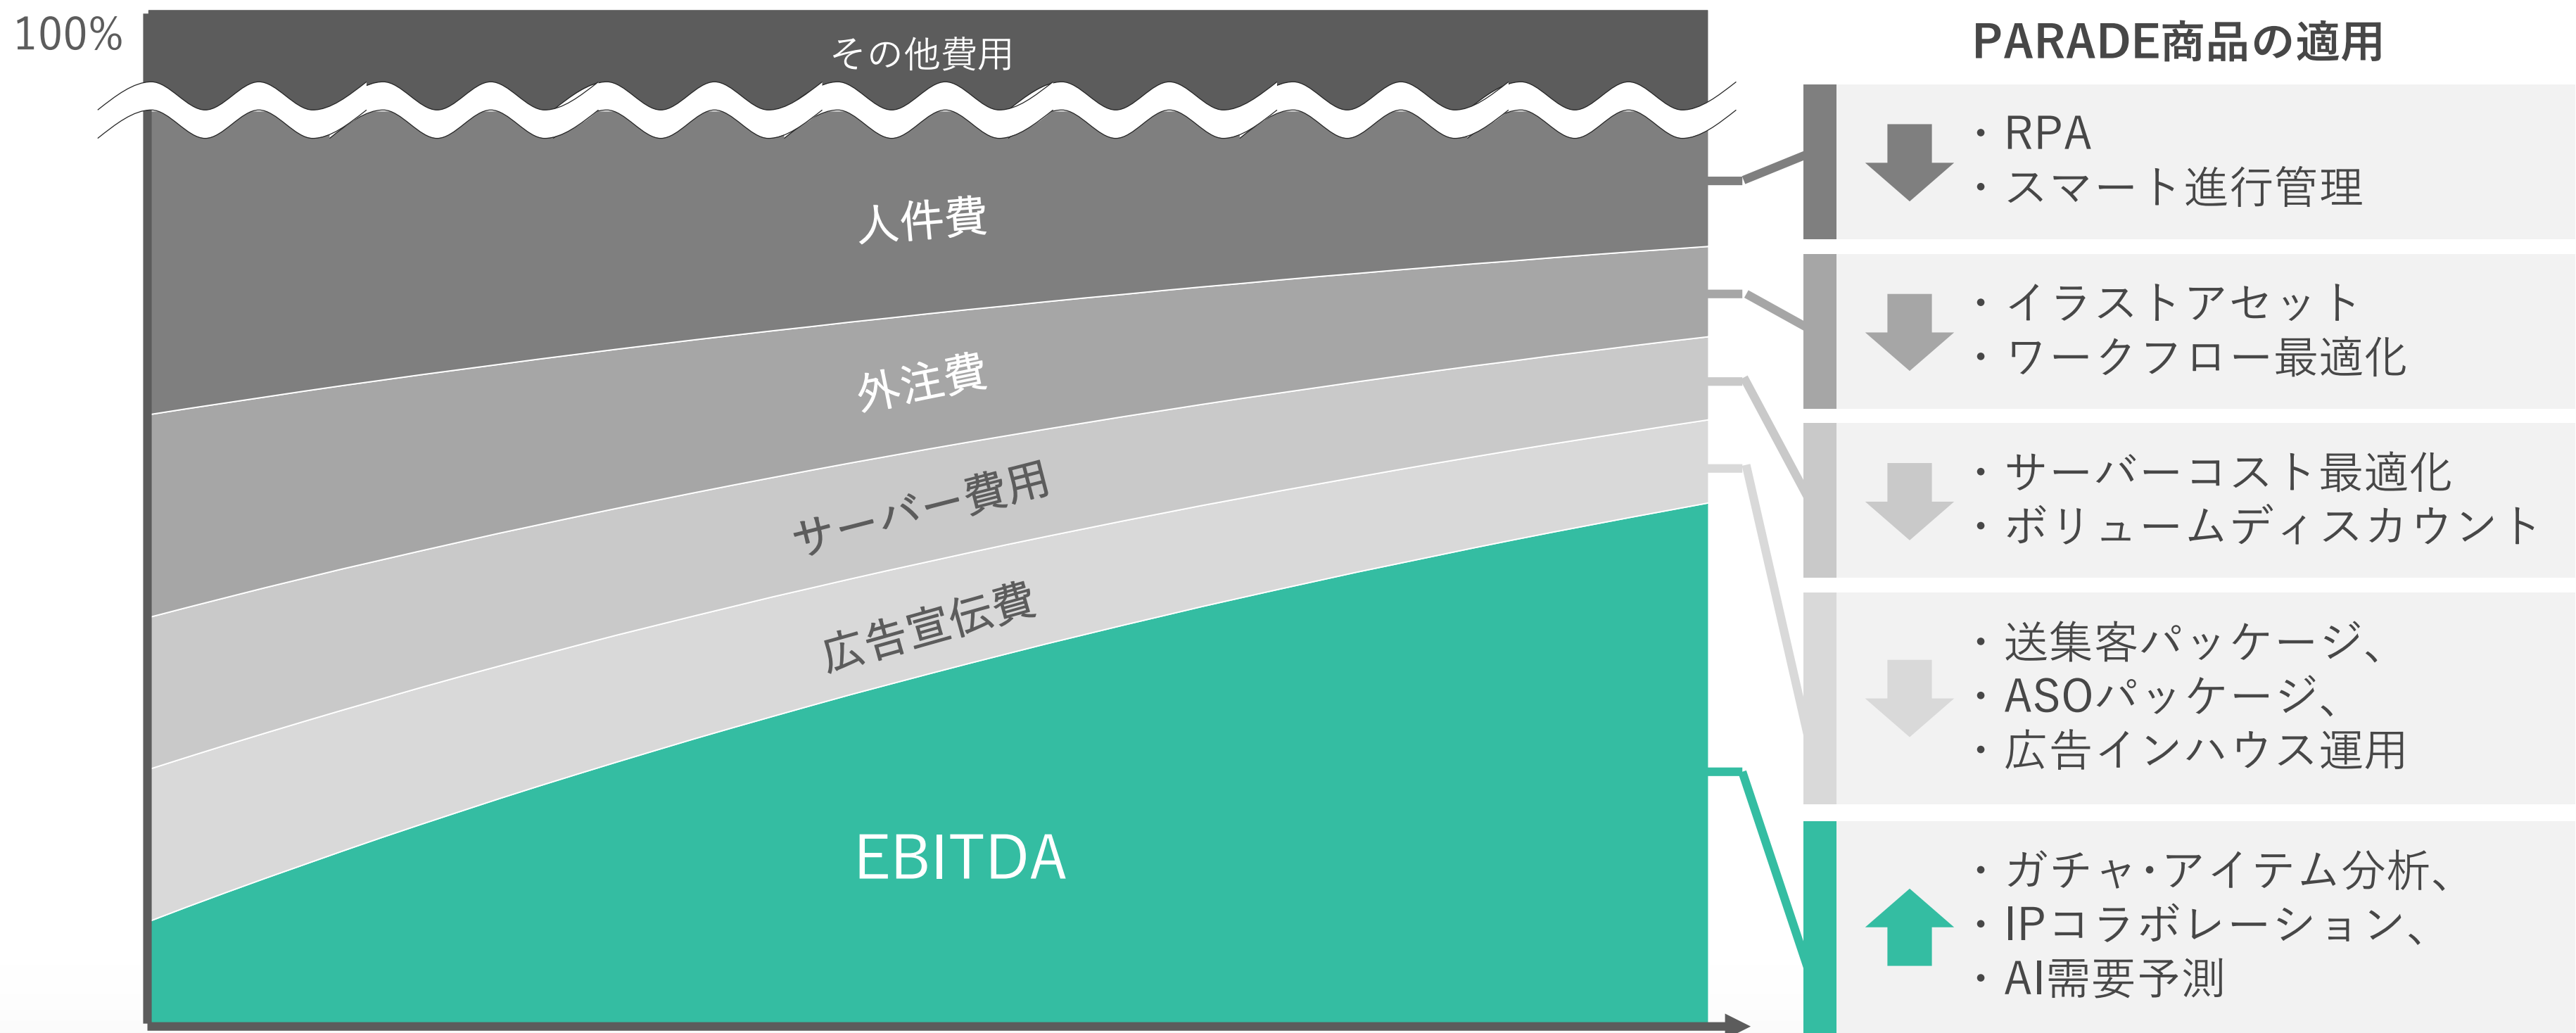 100%
その他費用
人件費
外注費
サーバー費用
広告宣伝費
EBITDA
PARADE商品の適用
・RPA
・スマート進行管理
・イラストアセット
・ワークフロー最適化
・サーバーコスト最適化
・ボリュームディスカウント
・送集客パッケージ、
・ASOパッケージ、
・広告インハウス運用
・ガチャ・アイテム分析、
・IPコラボレーション、
・AI需要予測